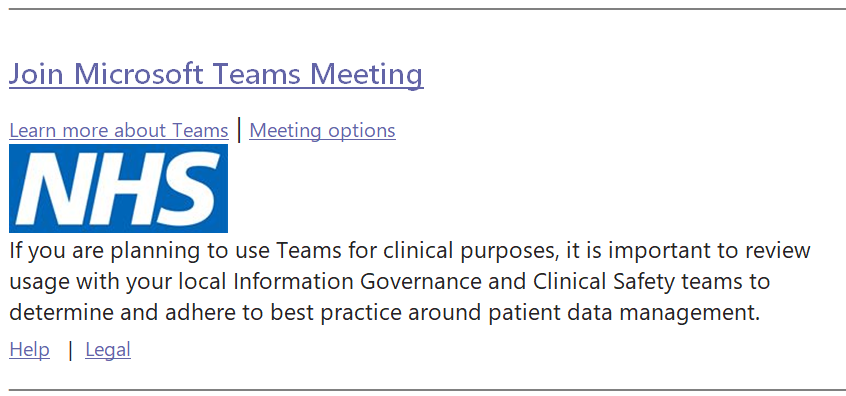 Join Microsoft Teams Meeting
Learn more about Teams | Meeting options
NHS
If you are planning to use Teams for clinical purposes, it is important to review
usage with your local Information Governance and Clinical Safety teams to
determine and adhere to best practice around patient data management.
Help | Legal